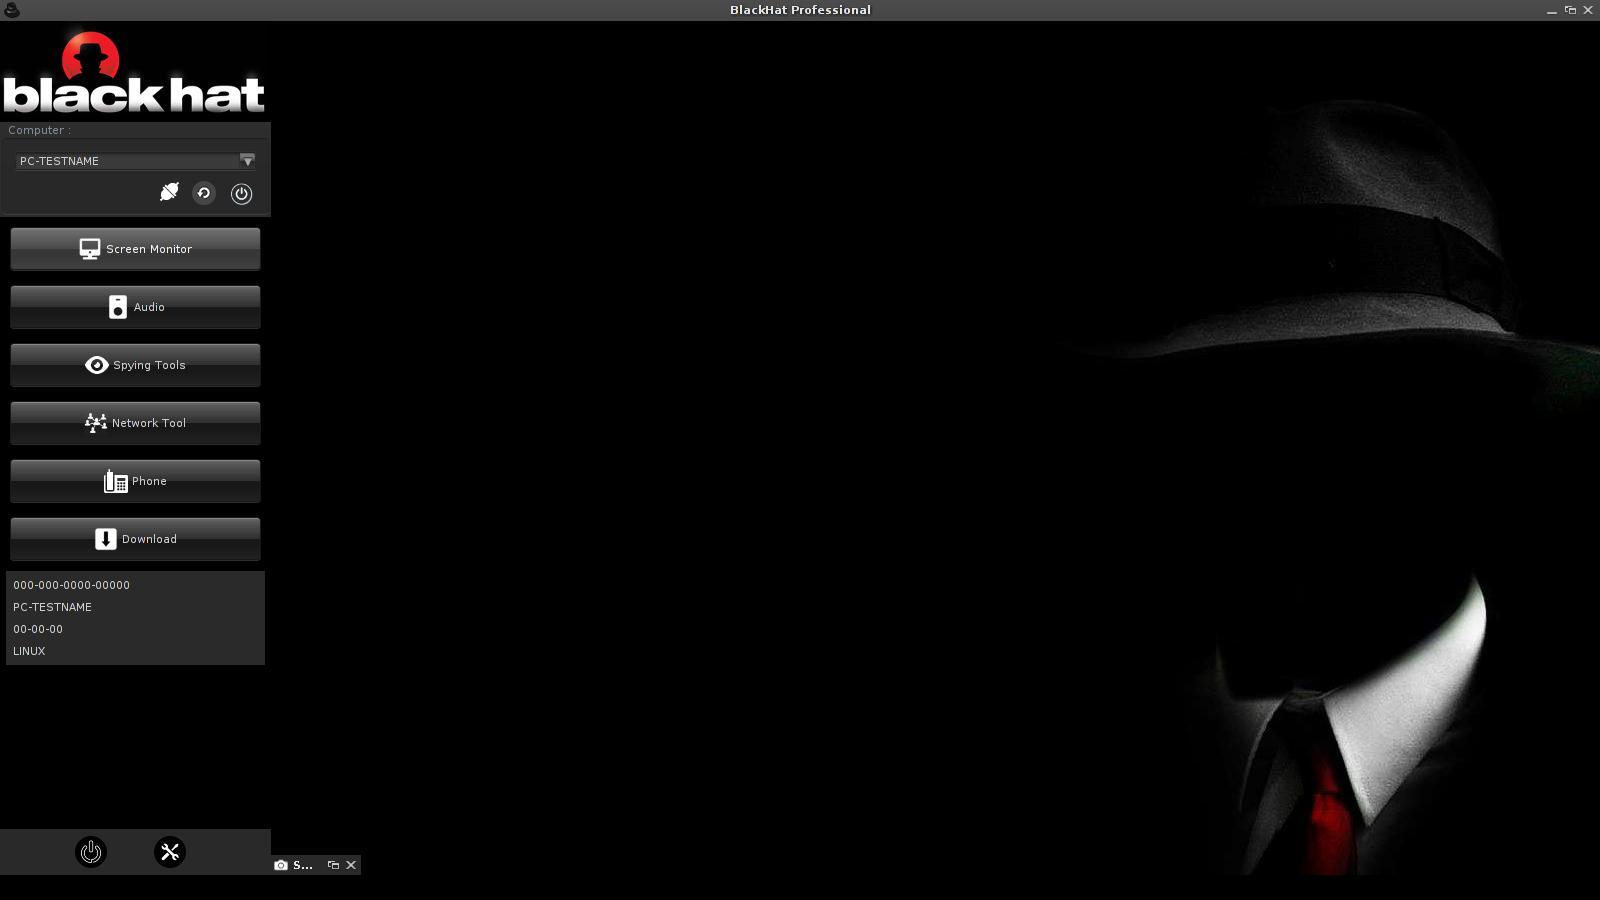 BlackHat Professional
black hat
Computer :
PC-TESTNAME
Screen Monitor
Audio
Spying Tools
Network Tool
Phone
Download
000-000-0000-00000
PC-TESTNAME
00-00-00
LINUX
S...